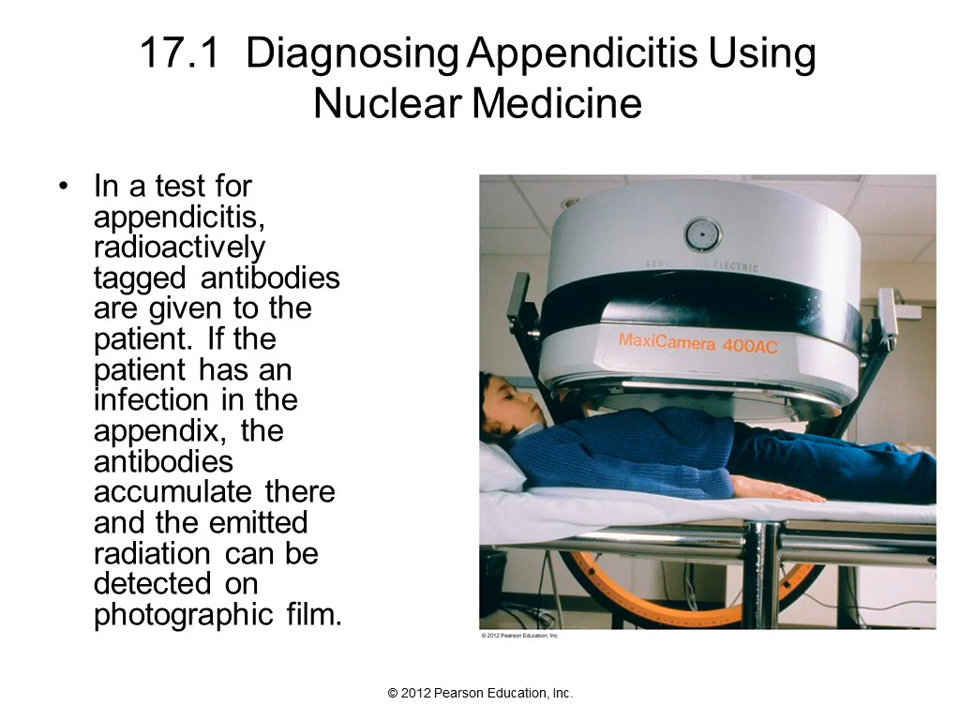 17.1 Diagnosing Appendicitis Using
Nuclear Medicine
• In a test for
appendicitis,
radioactively
tagged antibodies
are given to the
patient. If the
patient has an
infection in the
appendix, the
antibodies
accumulate there
and the emitted
radiation can be
detected on
photographic film.
ELECTRIC
MaxiCamera 400AC
© 2012 Pearson Education, Inc.
© 2012 Pearson Education, Inc.